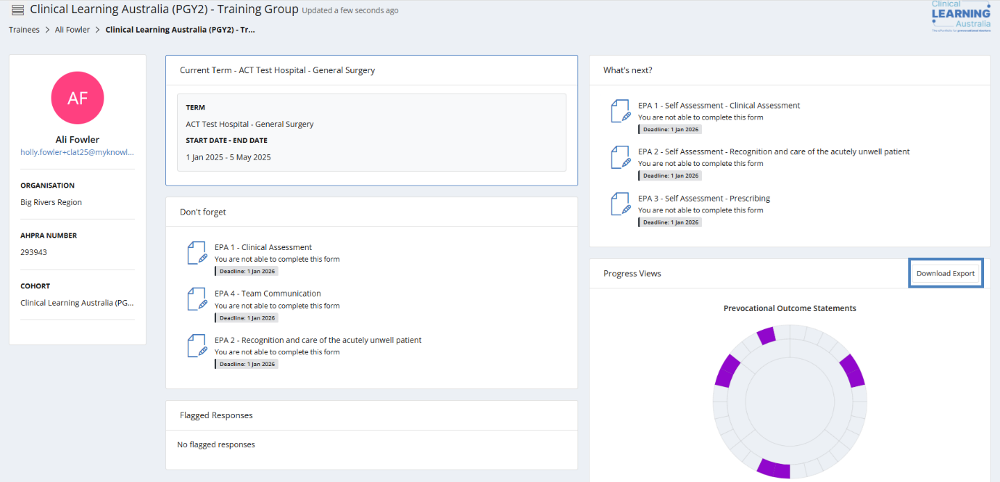 Clinical Learning Australia (PGY2) - Training Group Updated a few seconds ago
Clinical
LEARNING
Australia
Trainees > Ali Fowler > Clinical Learning Australia (PGY2) - Tr...
AF
Ali Fowler
holly.fowler+clat25@myknowl...
ORGANISATION
Big Rivers Region
AHPRA NUMBER
293943
COHORT
Clinical Learning Australia (PG...
Current Term - ACT Test Hospital - General Surgery
TERM
ACT Test Hospital - General Surgery
START DATE - END DATE
1 Jan 2025 - 5 May 2025
Don't forget
EPA 1 - Clinical Assessment
You are not able to complete this form
Deadline: 1 Jan 2026
EPA 4 - Team Communication
You are not able to complete this form
Deadline: 1 Jan 2026
EPA 2 - Recognition and care of the acutely unwell patient
You are not able to complete this form
Deadline: 1 Jan 2026
Flagged Responses
No flagged responses
What's next?
EPA 1 - Self Assessment - Clinical Assessment
You are not able to complete this form
Deadline: 1 Jan 2026
EPA 2 - Self Assessment - Recognition and care of the acutely unwell patient
You are not able to complete this form
Deadline: 1 Jan 2026
EPA 3 - Self Assessment - Prescribing
You are not able to complete this form
Deadline: 1 Jan 2026
Progress Views
Download Export
Prevocational Outcome Statements